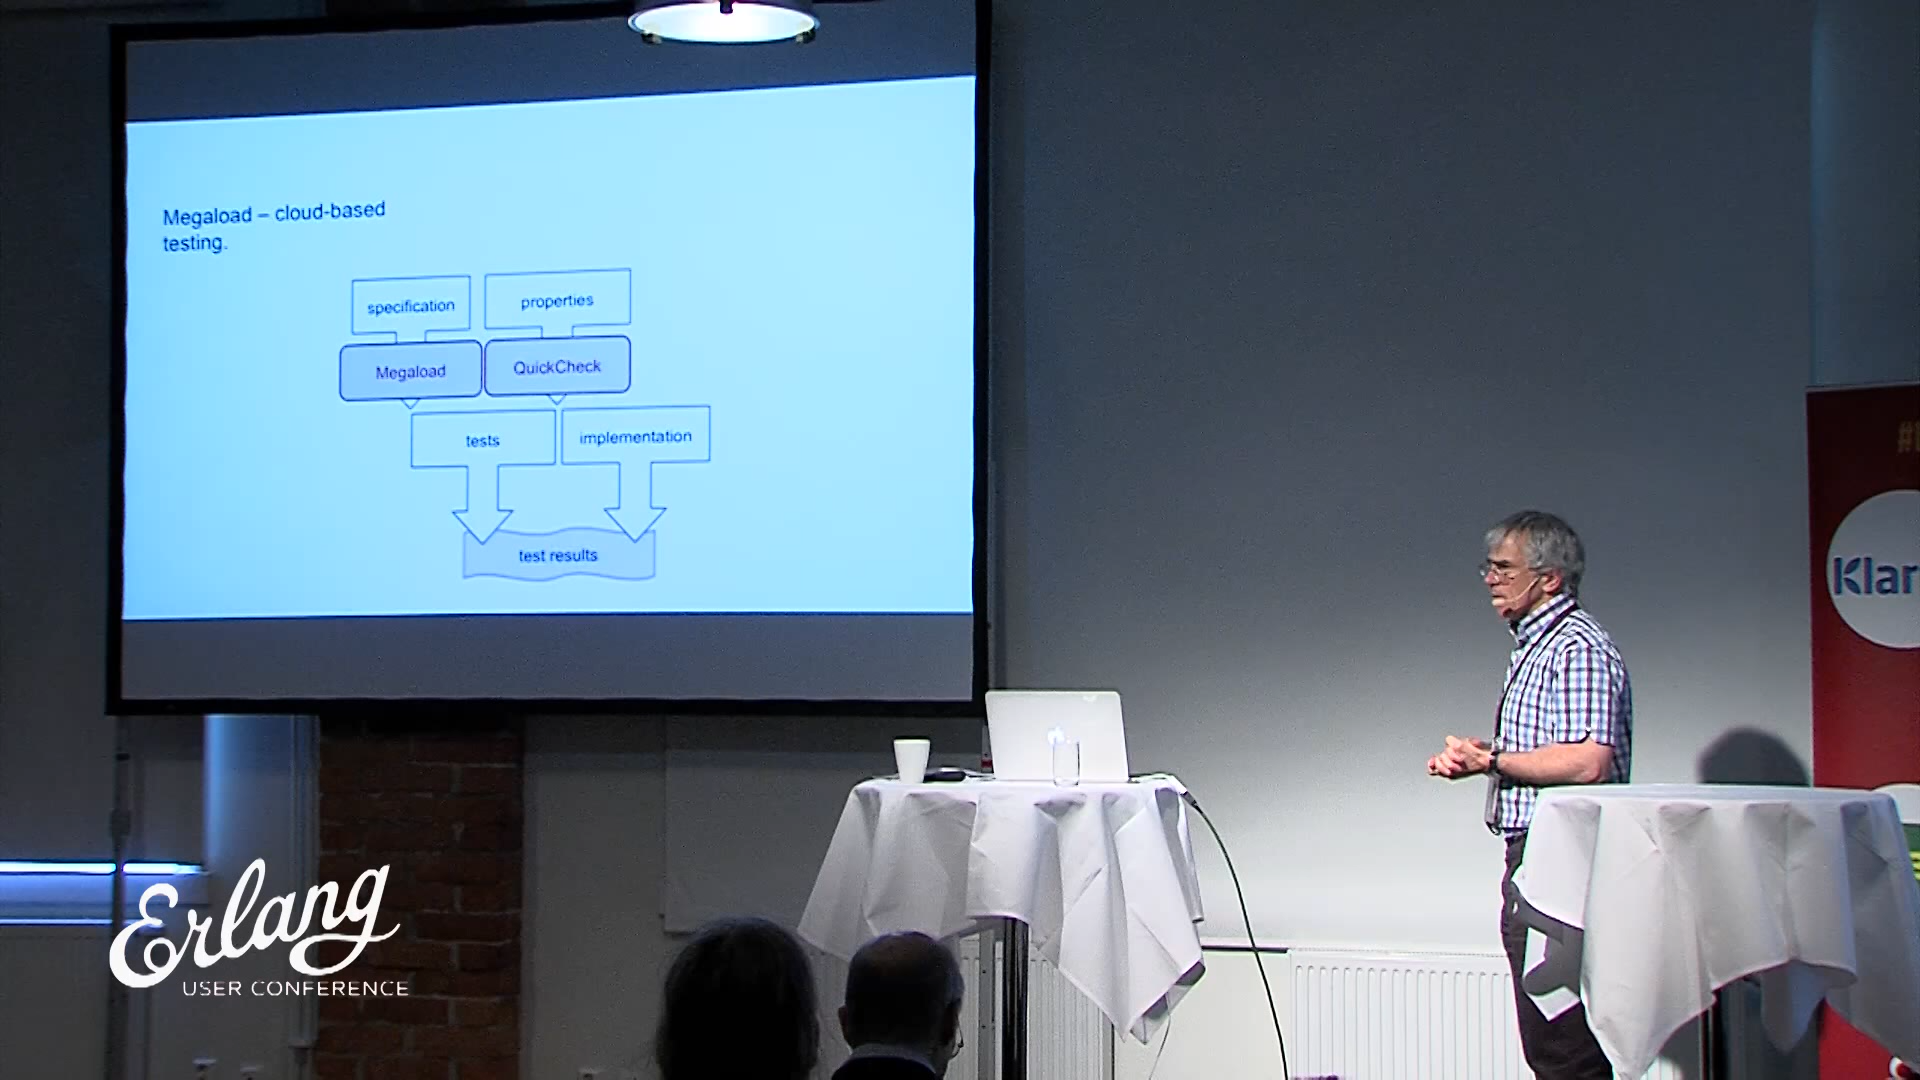 Megaload – cloud-based
testing.
specification
properties
Megaload
QuickCheck
tests
implementation
test results
Klar
Erlang
USER CONFERENCE